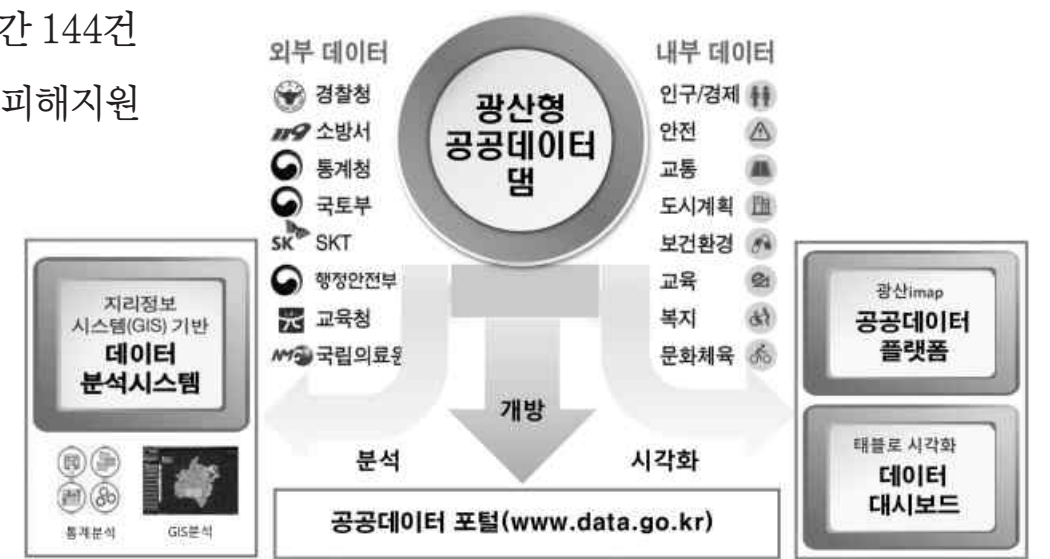 간 144건
피해지원
외부 데이터
경찰청
119 소방서
통계청
국토부
SK SKT
행정안전부
교육청
NMC 국립의료원
광산형
공공데이터
댐
내부 데이터
인구/경제
안전
교통
도시계획
보건환경
교육
복지
문화체육
지리정보
시스템(GIS) 기반
데이터
분석시스템
통계분석
GIS분석
분석
개방
시각화
공공데이터 포털(www.data.go.kr)
광산imap
공공데이터
플랫폼
태블로 시각화
데이터
대시보드